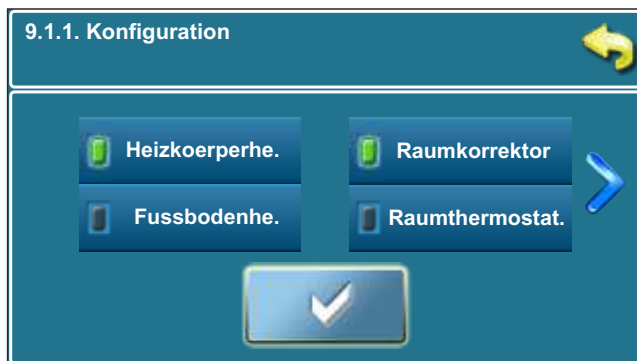 9.1.1. Konfiguration
Heizkoerperhe.
Raumkorrektor
Fussbodenhe.
Raumthermostat.